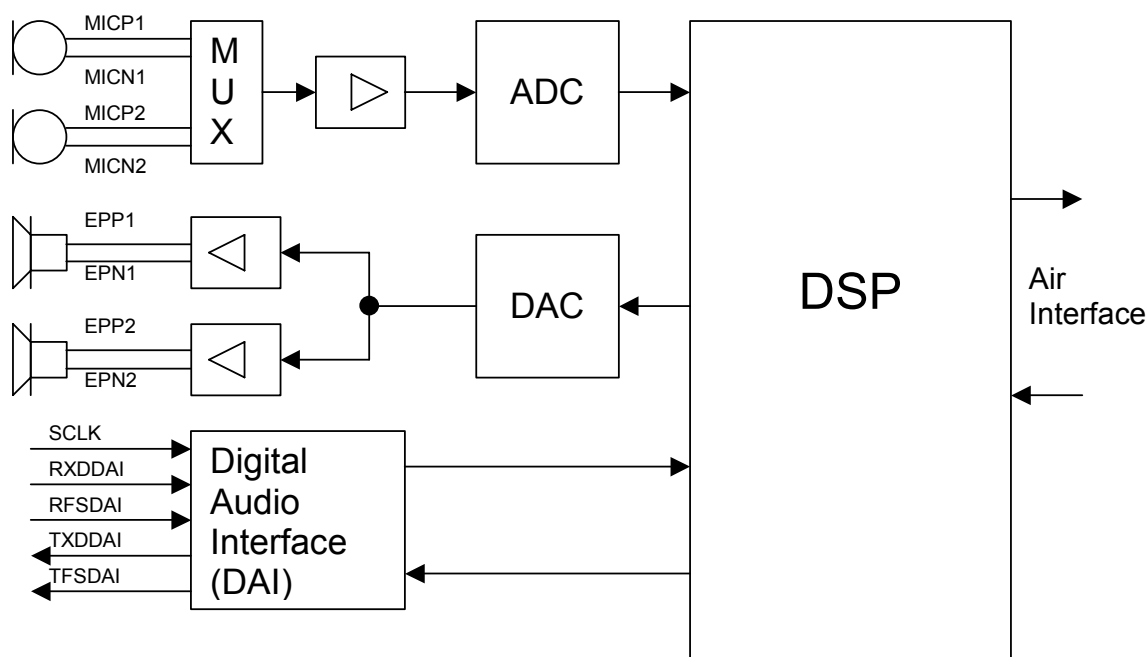 MICP1
MICN1
MICP2
MICN2
M
U
X
ADC
EPP1
EPN1
EPP2
EPN2
DAC
DSP
Air
Interface
SCLK
RXDDAI
RFSDAI
TXDDAI
TFSDAI
Digital
Audio
Interface
(DAI)